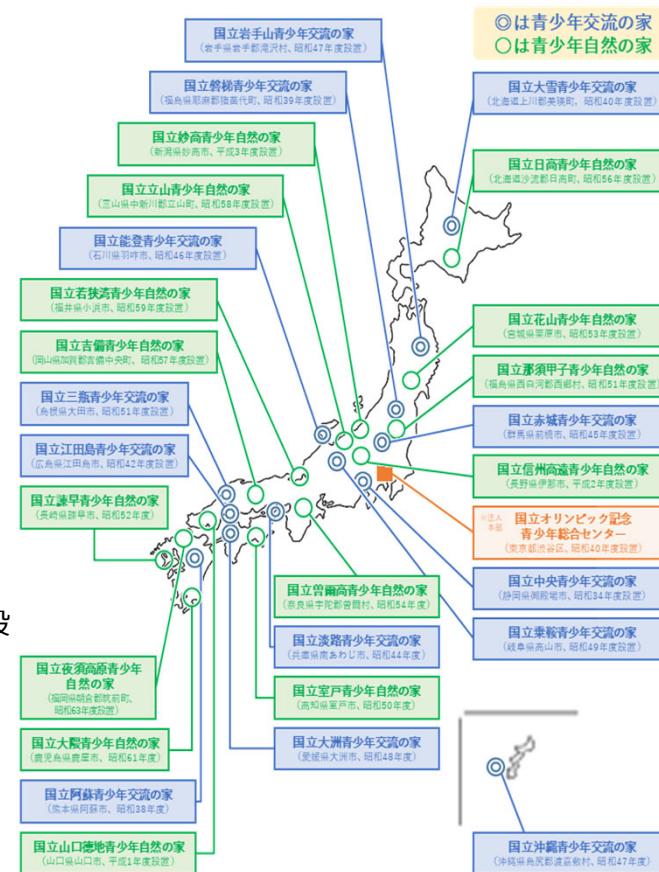 ◎は青少年交流の家
○は青少年自然の家
国立岩手山青少年交流の家
(岩手県岩手郡滝沢村、昭和47年度設置)
国立磐梯青少年交流の家
(福島県耶麻郡猪苗代町、昭和39年度設置)
国立妙高青少年自然の家
(新潟県妙高市、平成3年度設置)
国立立山青少年自然の家
(富山県中新川郡立山町、昭和58年度設置)
国立能登青少年交流の家
(石川県羽咋市、昭和46年度設置)
国立若狭湾青少年自然の家
(福井県小浜市、昭和59年度設置)
国立吉備青少年自然の家
(岡山県加賀郡吉備中央町、昭和57年度設置)
国立三瓶青少年交流の家
(島根県大田市、昭和51年度設置)
国立江田島青少年交流の家
(広島県江田島市、昭和42年度設置)
国立諫早青少年自然の家
(長崎県諫早市、昭和52年度)
設
国立夜須高原青少年
自然の家
(福岡県朝倉郡筑前町、
昭和63年度設置)
国立大隅青少年自然の家
(鹿児島県鹿屋市、昭和61年度)
国立阿蘇青少年交流の家
(熊本県阿蘇市、昭和38年度)
国立山口徳地青少年自然の家
(山口県山口市、平成1年度設置)
国立大雪青少年交流の家
(北海道上川郡美瑛町、昭和40年度設置)
国立日高青少年自然の家
(北海道沙流郡日高町、昭和56年度設置)
国立花山青少年自然の家
(宮城県栗原市、昭和53年度設置)
国立那須甲子青少年自然の家
(福島県西白河郡西郷村、昭和51年度設置)
国立赤城青少年交流の家
(群馬県前橋市、昭和45年度設置)
国立信州高遠青少年自然の家
(長野県伊那市、平成2年度設置)
※法人
本部
国立オリンピック記念
青少年総合センター
(東京都渋谷区、昭和40年度設置)
国立中央青少年交流の家
(静岡県御殿場市、昭和34年度設置)
国立乗鞍青少年交流の家
(岐阜県高山市、昭和49年度設置)
国立曽爾高青少年自然の家
(奈良県宇陀郡曽爾村、昭和54年度)
国立淡路青少年交流の家
(兵庫県南あわじ市、昭和44年度)
国立室戸青少年自然の家
(高知県室戸市、昭和50年度)
国立大洲青少年交流の家
(愛媛県大洲市、昭和48年度)
国立沖縄青少年交流の家
(沖縄県島尻郡渡嘉敷村、昭和47年度)